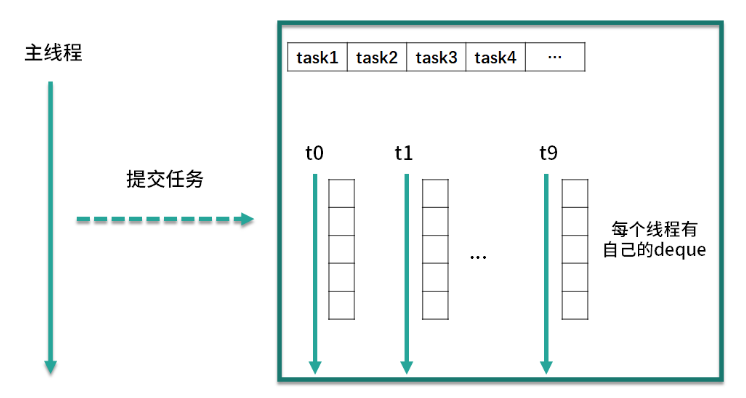 主线程
task1 task2 task3 task4 ...
提交任务
t0 t1 t9
...
每个线程有
自己的deque